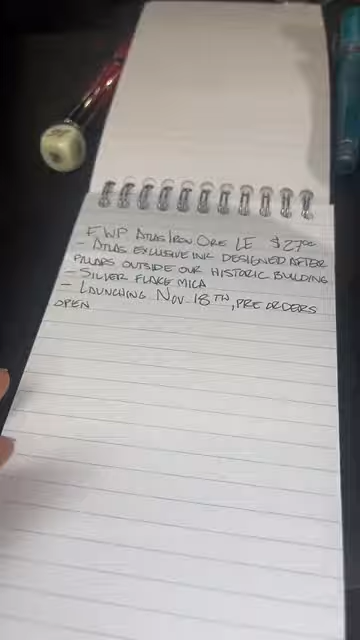 FWP Atlas Iron Ore LE $27.00
- Atlas exclusive ink designed after
pillars outside our historic building
- Silver flake mica
- Launching Nov 18th, pre orders
open